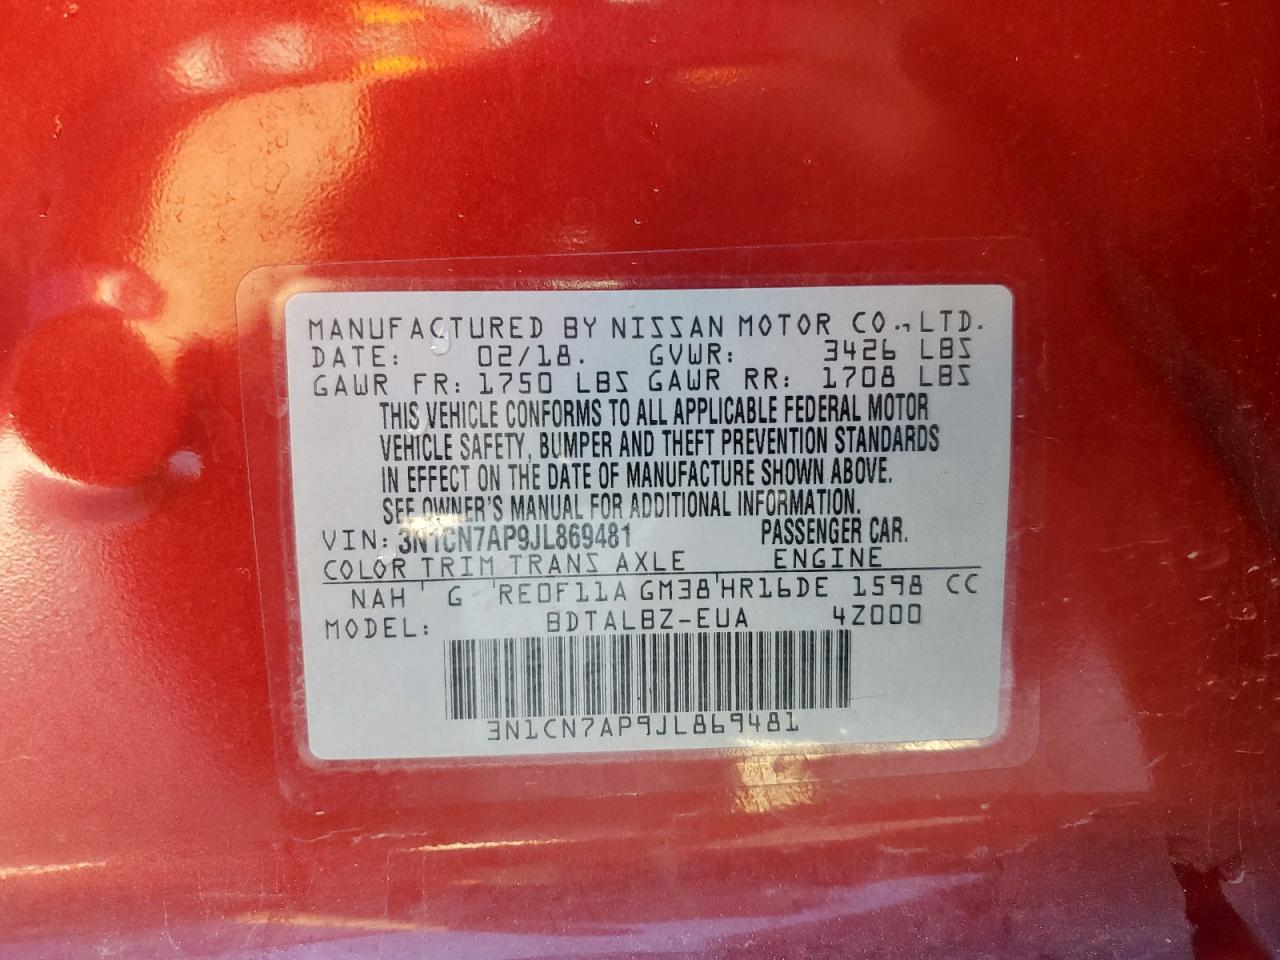 MANUFACTURED BY NISSAN MOTOR CO., LTD.
DATE: 02/18. GVWR: 3426 LBS
GAWR FR: 1750 LBS GAWR RR: 1708 LBS
THIS VEHICLE CONFORMS TO ALL APPLICABLE FEDERAL MOTOR
VEHICLE SAFETY, BUMPER AND THEFT PREVENTION STANDARDS
IN EFFECT ON THE DATE OF MANUFACTURE SHOWN ABOVE.
SEE OWNER'S MANUAL FOR ADDITIONAL INFORMATION.
VIN: 3N1CN7AP9JL869481 PASSENGER CAR.
COLOR TRIM TRANS AXLE ENGINE
NAH G RE0F11A GM38 HR16DE 1598 CC
MODEL: BDTALBZ-EUA 4Z000
3N1CN7AP9JL869481